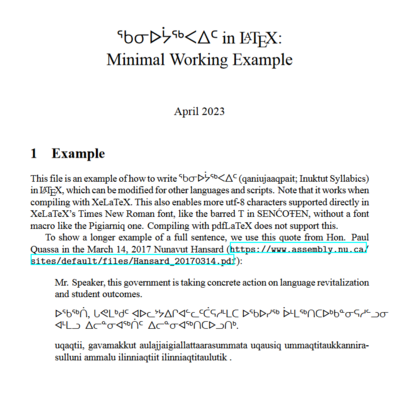 ᖃᓂᐅᔮᖅᐸᐃᑦ in LATEX:
Minimal Working Example
April 2023
1 Example
This file is an example of how to write ᖃᓂᐅᔮᖅᐸᐃᑦ (qaniujaaqpait; Inuktut Syllabics)
in LATEX, which can be modified for other languages and scripts. Note that it works when
compiling with XeLaTeX. This also enables more utf-8 characters supported directly in
XeLaTeX's Times New Roman font, like the barred T in SENĆOŦEN, without a font
macro like the Pigiarniq one. Compiling with pdfLaTeX does not support this.
To show a longer example of a full sentence, we use this quote from Hon. Paul
Quassa in the March 14, 2017 Nunavut Hansard (https://www.assembly.nu.ca/
sites/default/files/Hansard_20170314.pdf):
Mr. Speaker, this government is taking concrete action on language revitalization
and student outcomes.
ᐅᖃᖅᑏ, ᒐᕙᒪᒃᑯᑦ ᐊᐅᓚᔾᔭᐃᒋᐊᓪᓚᑦᑖᕋᓱᒻᒪᑕ ᐅᖃᐅᓯᖅ ᐆᒻᒪᖅᑎᑕᐅᒃᑲᓐᓂᕋᓱᓪᓗᓂ
ᐊᒻᒪᓗ ᐃᓕᓐᓂᐊᖅᑏᑦ ᐃᓕᓐᓂᐊᖅᑎᑕᐅᓗᑎᒃ.
uqaqtii, gavamakkut aulajjaigiallattaarasummata uqausiq ummaqtitaukkannira-
sulluni ammalu ilinniaqtiit ilinniaqtitaulutik .